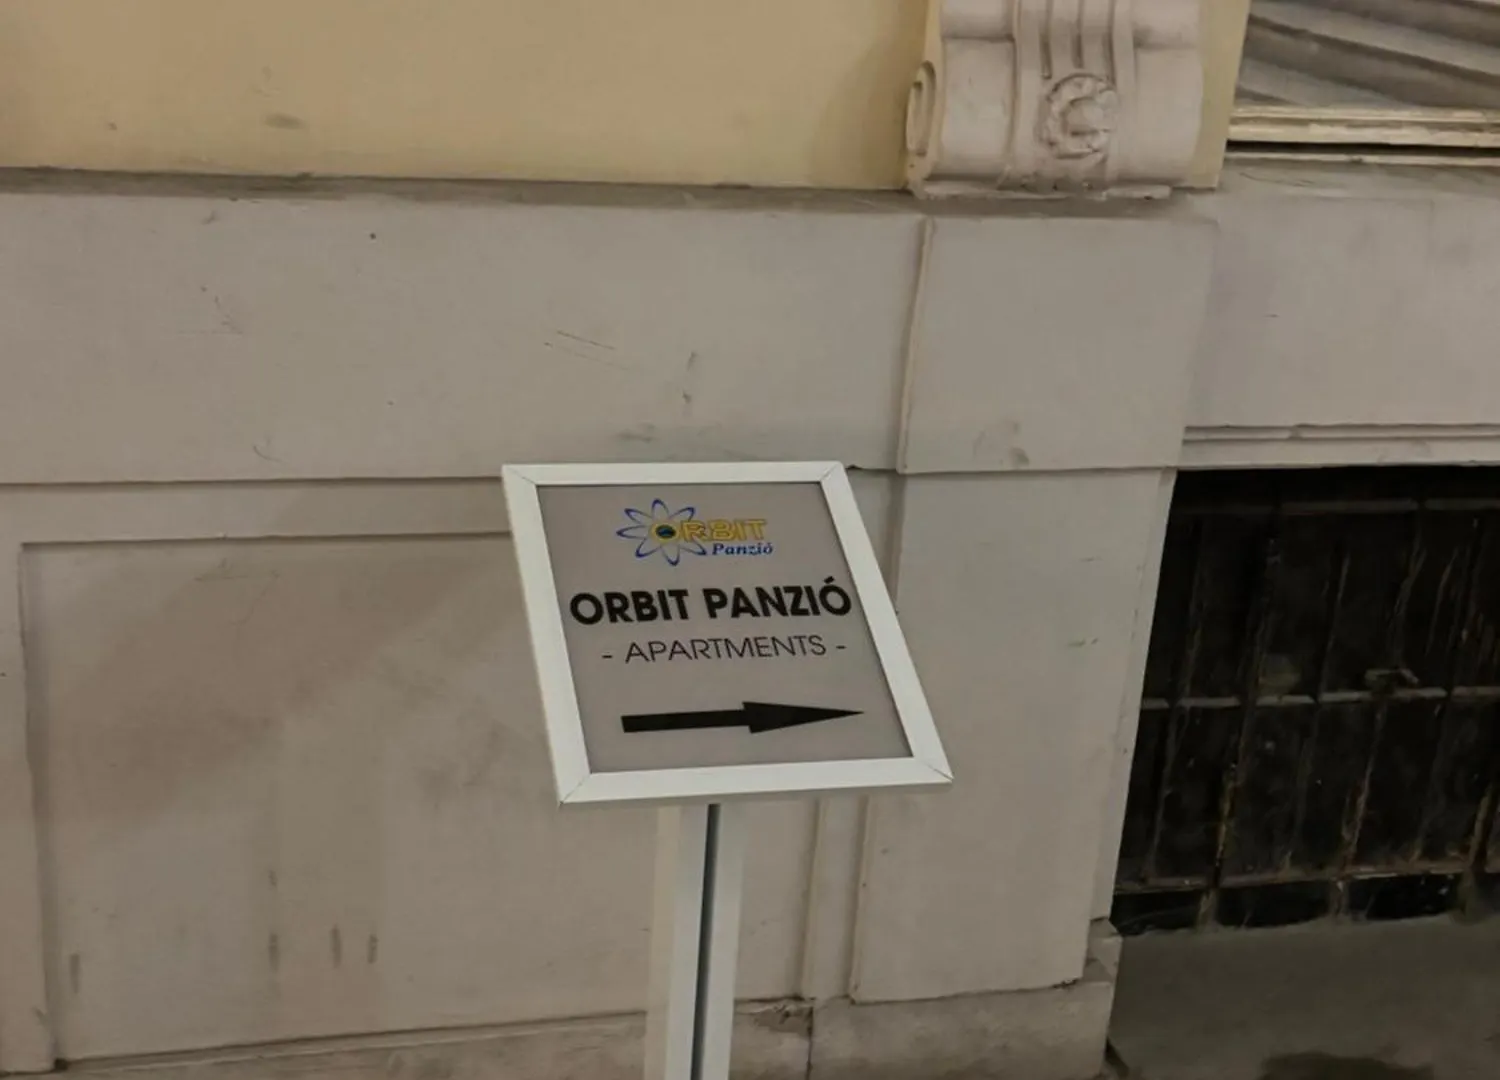 ORBIT
Panzió
ORBIT PANZIÓ
- APARTMENTS -